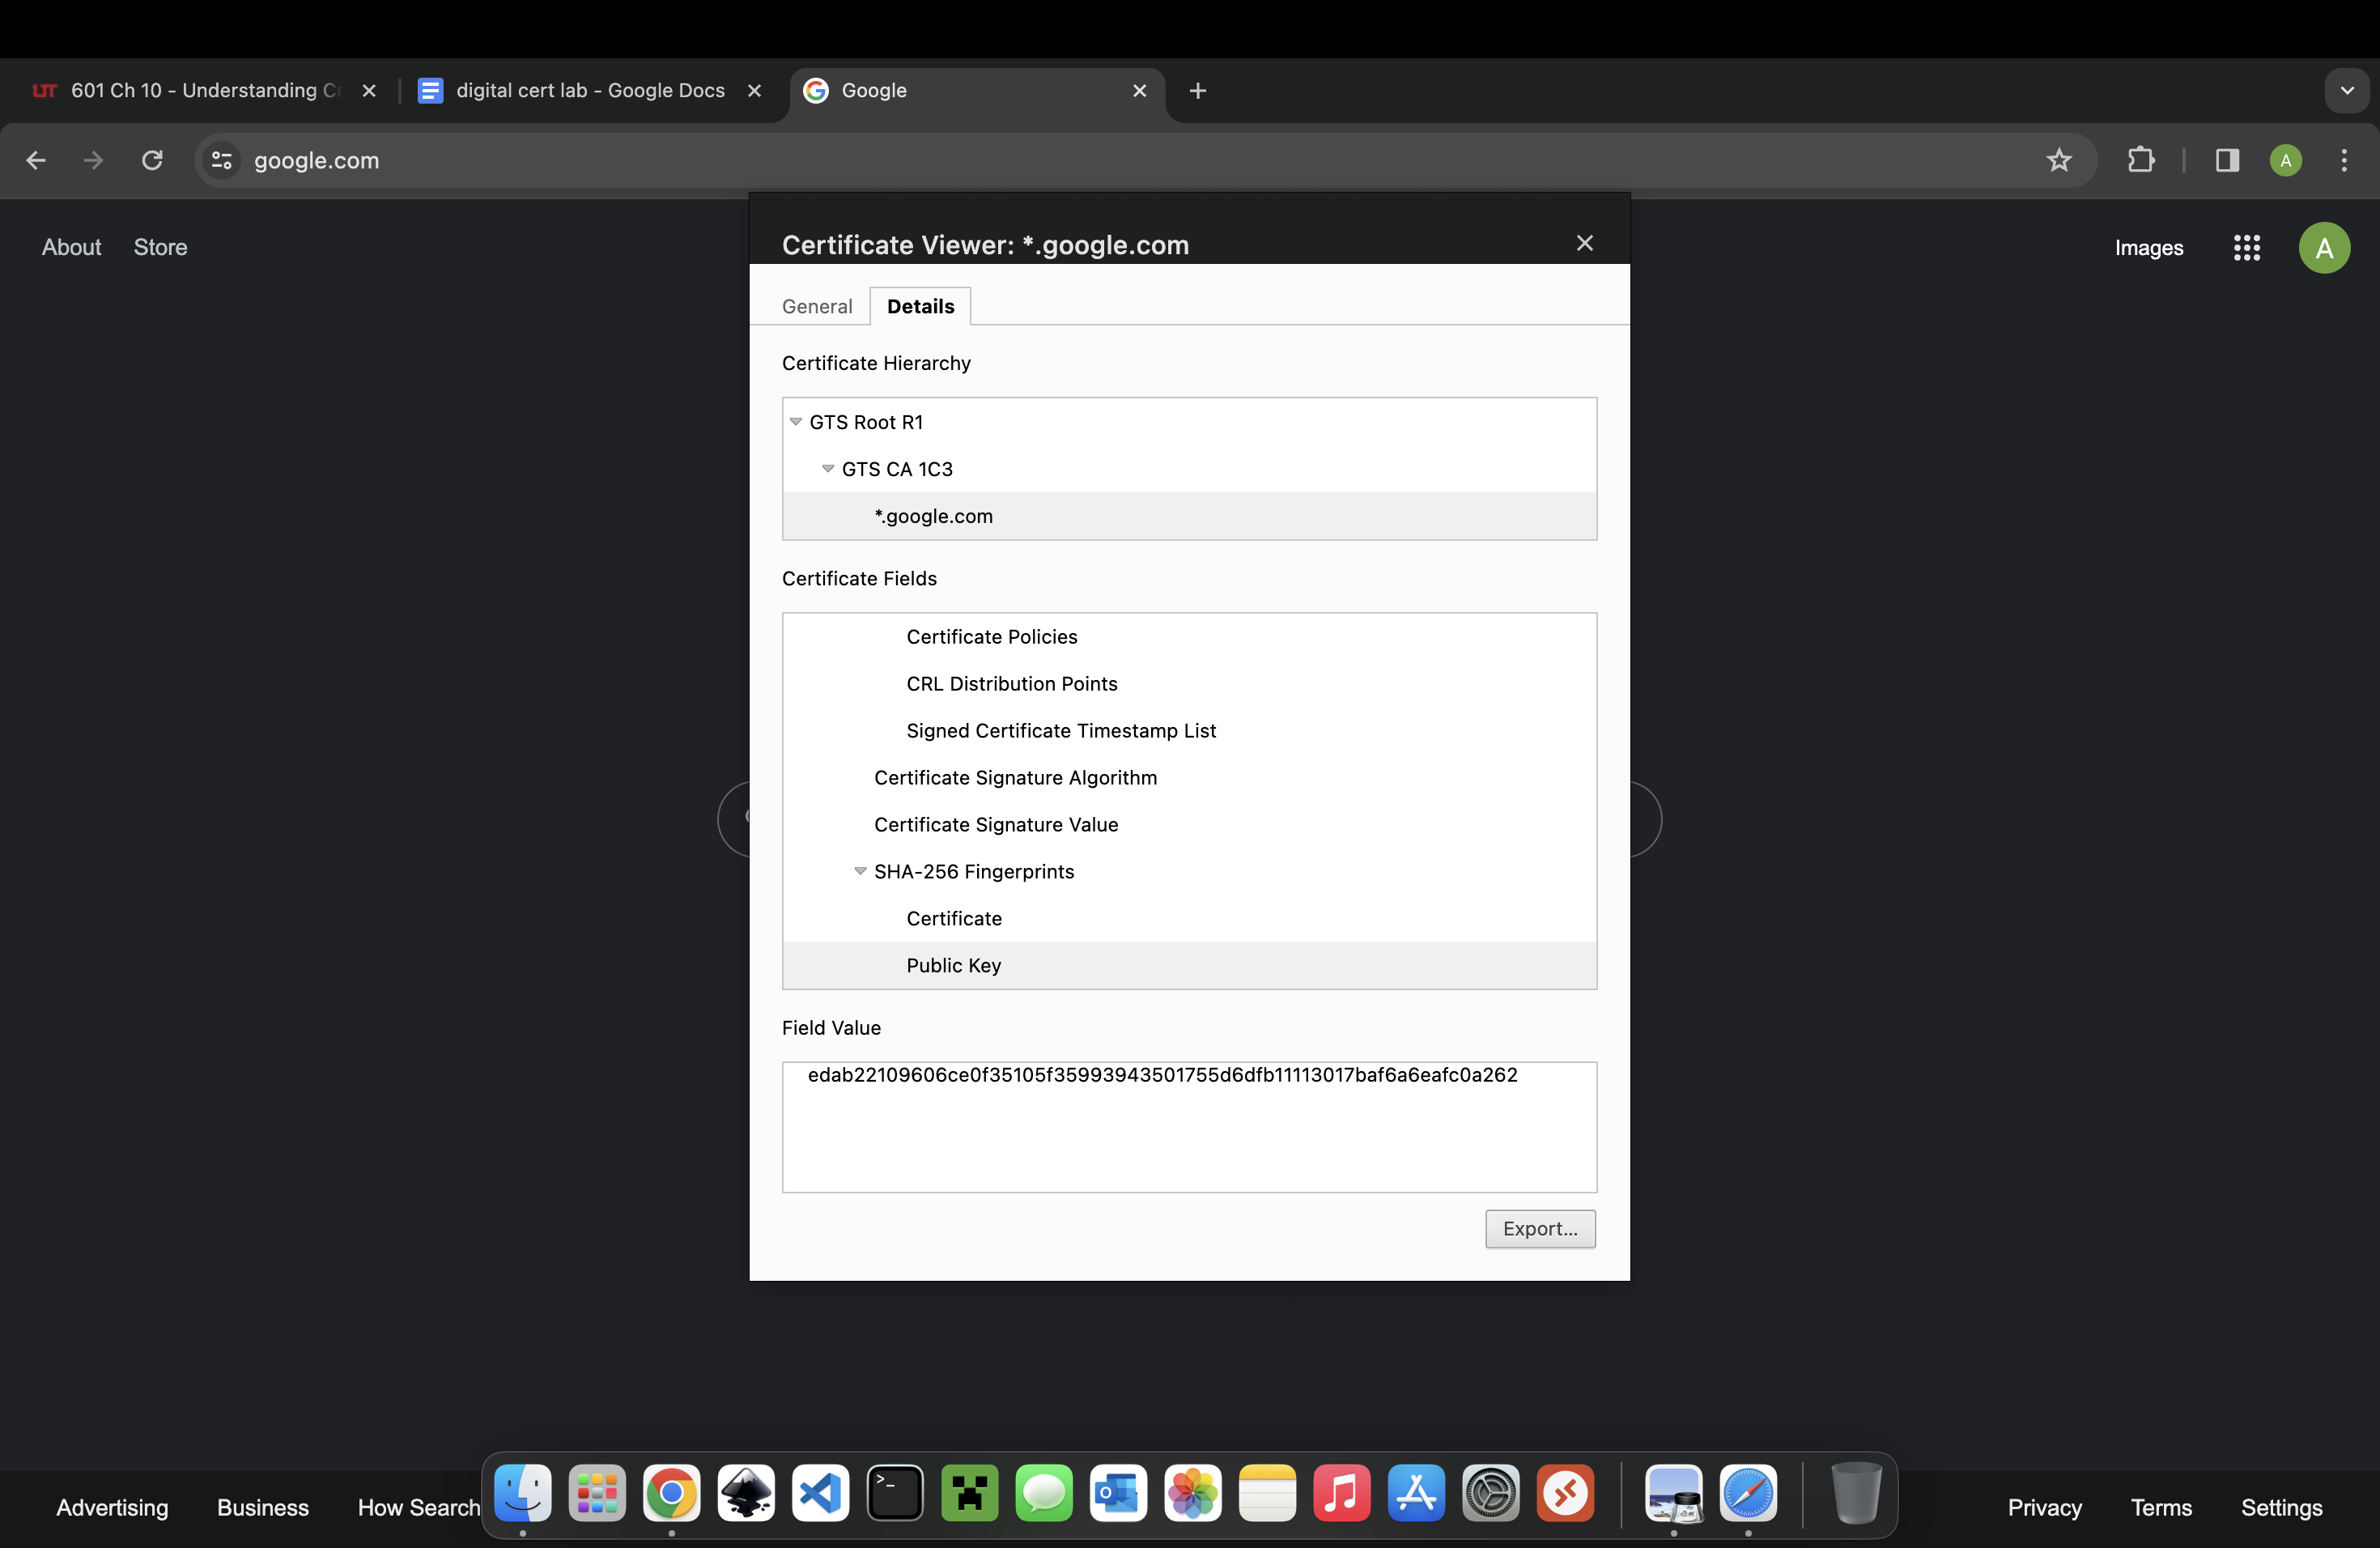 601 Ch 10 - Understanding Cr
digital cert lab - Google Docs
Google
google.com
A
About
Store
Images
A
Certificate Viewer: *.google.com
General
Details
Certificate Hierarchy
GTS Root R1
GTS CA 1C3
*.google.com
Certificate Fields
Certificate Policies
CRL Distribution Points
Signed Certificate Timestamp List
Certificate Signature Algorithm
Certificate Signature Value
SHA-256 Fingerprints
Certificate
Public Key
Field Value
edab22109606ce0f35105f35993943501755d6dfb11113017baf6a6eafc0a262
Export...
Advertising
Business
How Search
Privacy
Terms
Settings